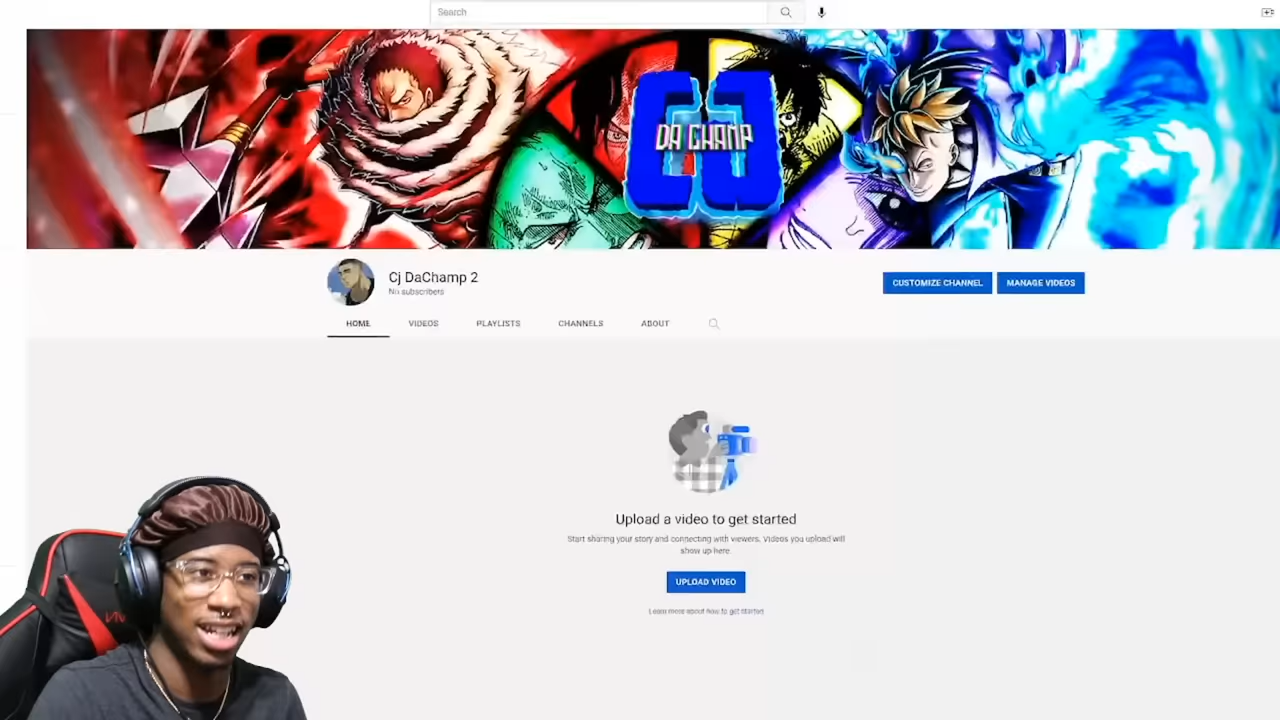 Search
DA CHAMP
Cj DaChamp 2
No subscribers
CUSTOMIZE CHANNEL
MANAGE VIDEOS
HOME
VIDEOS
PLAYLISTS
CHANNELS
ABOUT
Upload a video to get started
Start sharing your story and connecting with viewers. Videos you upload will
show up here.
UPLOAD VIDEO
Learn more about how to get started